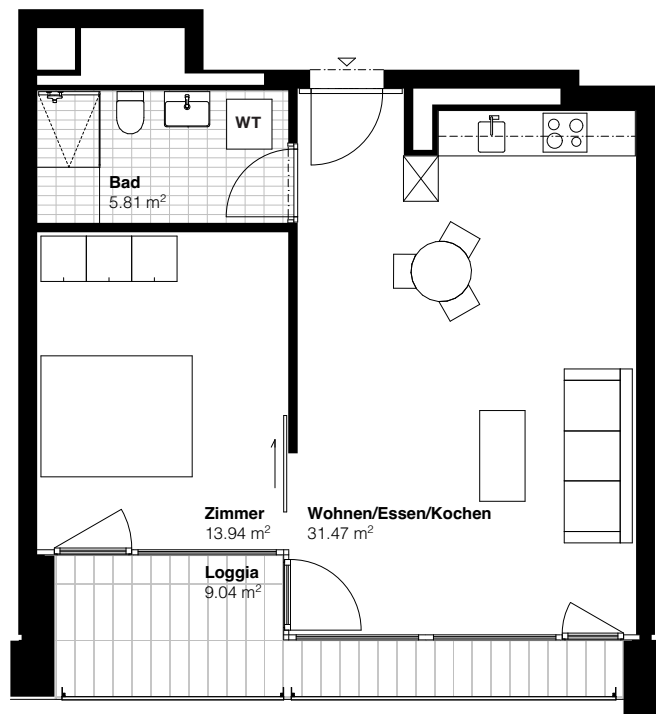 WT
Bad
5.81 m²
Zimmer
13.94 m²
Wohnen/Essen/Kochen
31.47 m²
Loggia
9.04 m²